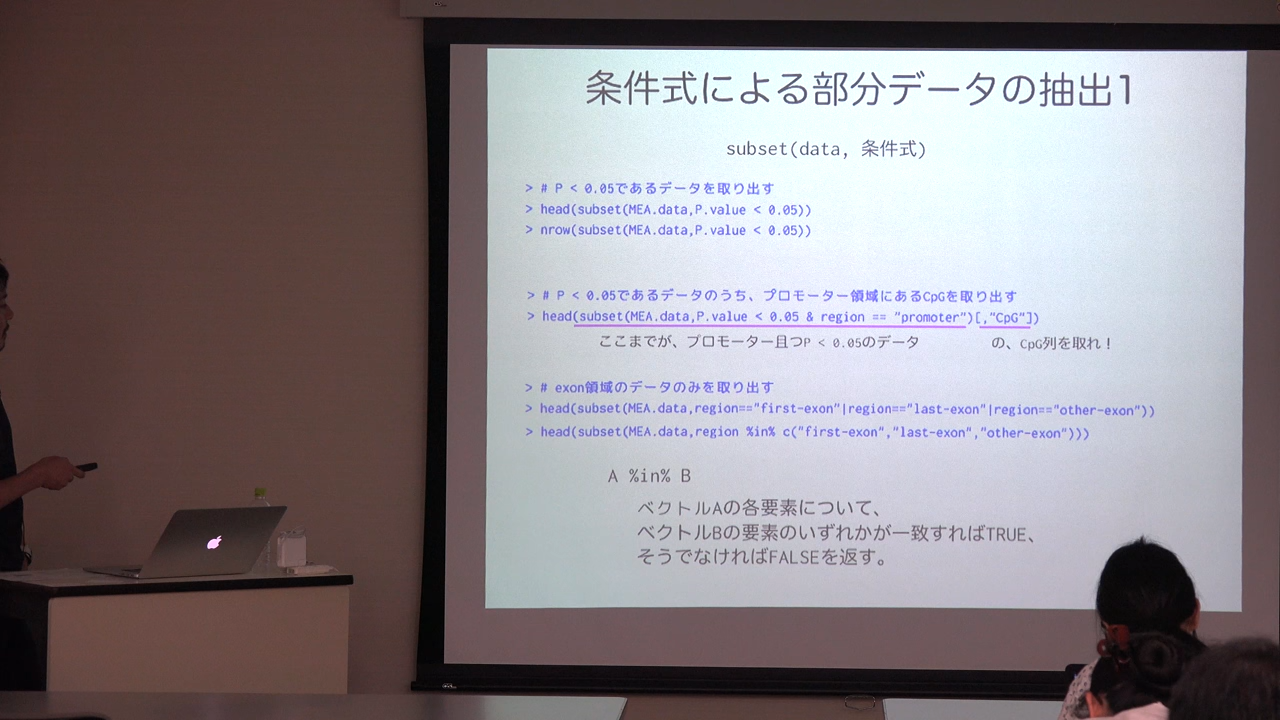 条件式による部分データの抽出1
subset(data, 条件式)
> # P < 0.05であるデータを取り出す
> head(subset(MEA.data,P.value < 0.05))
> nrow(subset(MEA.data,P.value < 0.05))
> # P < 0.05であるデータのうち、プロモーター領域にあるCpGを取り出す
> head(subset(MEA.data,P.value < 0.05 & region == "promoter")[,"CpG"])
ここまでが、プロモーター且つP < 0.05のデータ の、CpG列を取れ！
> # exon領域のデータのみを取り出す
> head(subset(MEA.data,region=="first-exon"|region=="last-exon"|region=="other-exon"))
> head(subset(MEA.data,region %in% c("first-exon","last-exon","other-exon")))
A %in% B
ベクトルAの各要素について、
ベクトルBの要素のいずれかが一致すればTRUE、
そうでなければFALSEを返す。